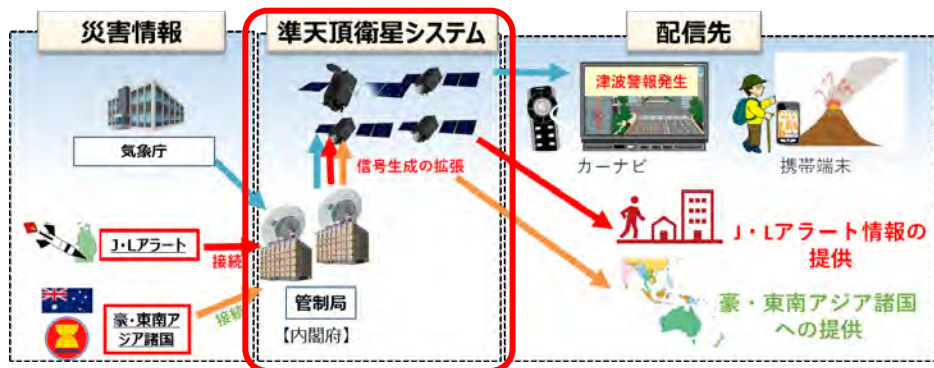 災害情報
準天頂衛星システム
配信先
津波警報発生
気象庁
信号生成の拡張
カーナビ
携帯端末
J・Lアラート
接続
J・Lアラート情報の
提供
豪・東南ア
ジア諸国
接続
管制局
【内閣府】
豪・東南アジア諸国
への提供